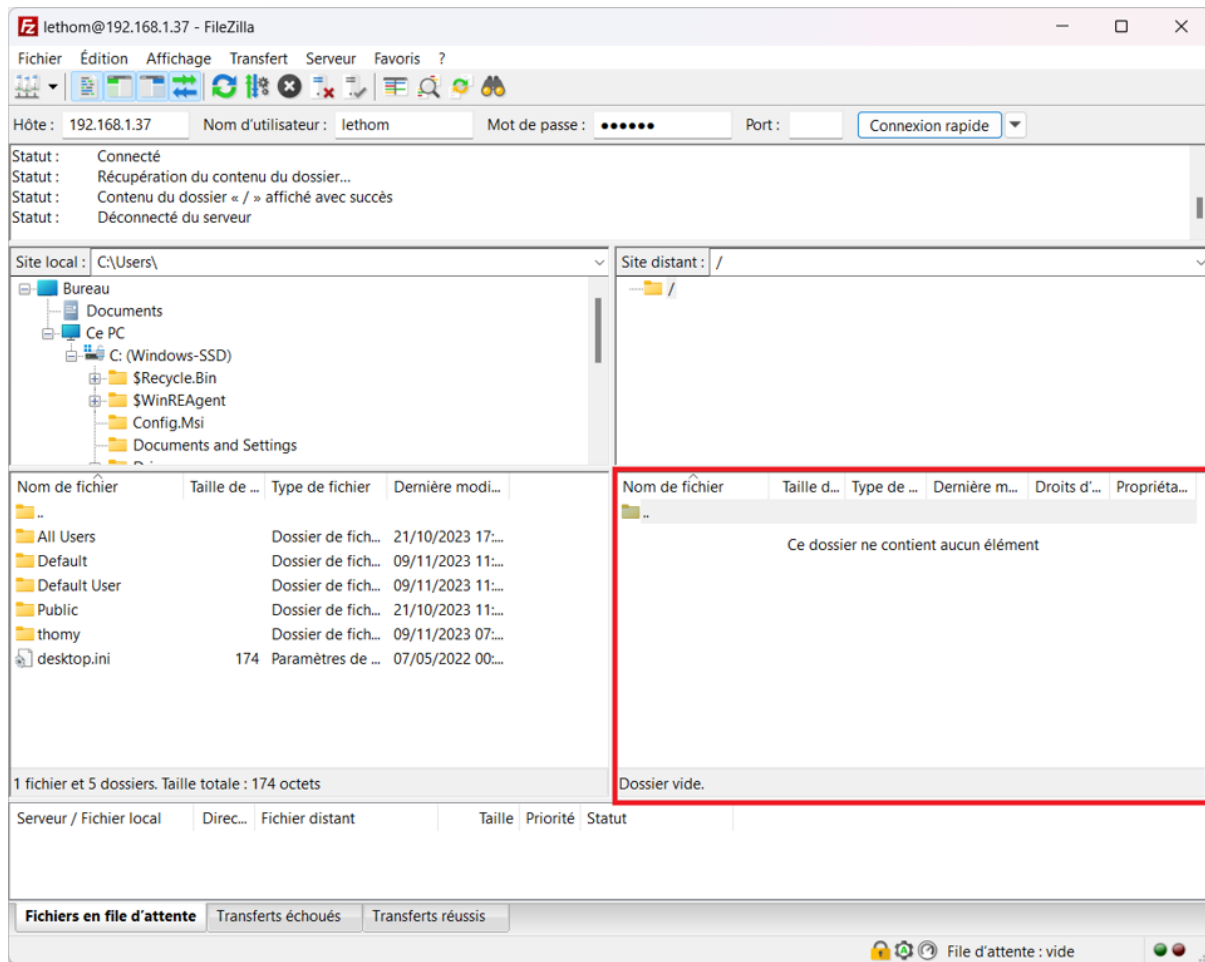 lethom@192.168.1.37 - FileZilla
Fichier Édition Affichage Transfert Serveur Favoris ?
Hôte : 192.168.1.37 Nom d'utilisateur : lethom Mot de passe : ●●●●●● Port : Connexion rapide
Statut : Connecté
Statut : Récupération du contenu du dossier...
Statut : Contenu du dossier « / » affiché avec succès
Statut : Déconnecté du serveur
Site local : C:\Users\
Bureau
Documents
Ce PC
C: (Windows-SSD)
$Recycle.Bin
$WinREAgent
Config.Msi
Documents and Settings
Site distant : /
/
Nom de fichier Taille de ... Type de fichier Dernière modi...
..
All Users Dossier de fich... 21/10/2023 17:...
Default Dossier de fich... 09/11/2023 11:...
Default User Dossier de fich... 09/11/2023 11:...
Public Dossier de fich... 21/10/2023 11:...
thomy Dossier de fich... 09/11/2023 07:...
desktop.ini 174 Paramètres de ... 07/05/2022 00:...
1 fichier et 5 dossiers. Taille totale : 174 octets
Nom de fichier Taille d... Type de ... Dernière m... Droits d'... Propriéta...
..
Ce dossier ne contient aucun élément
Dossier vide.
Serveur / Fichier local Direc... Fichier distant Taille Priorité Statut
Fichiers en file d'attente Transferts échoués Transferts réussis
File d'attente : vide